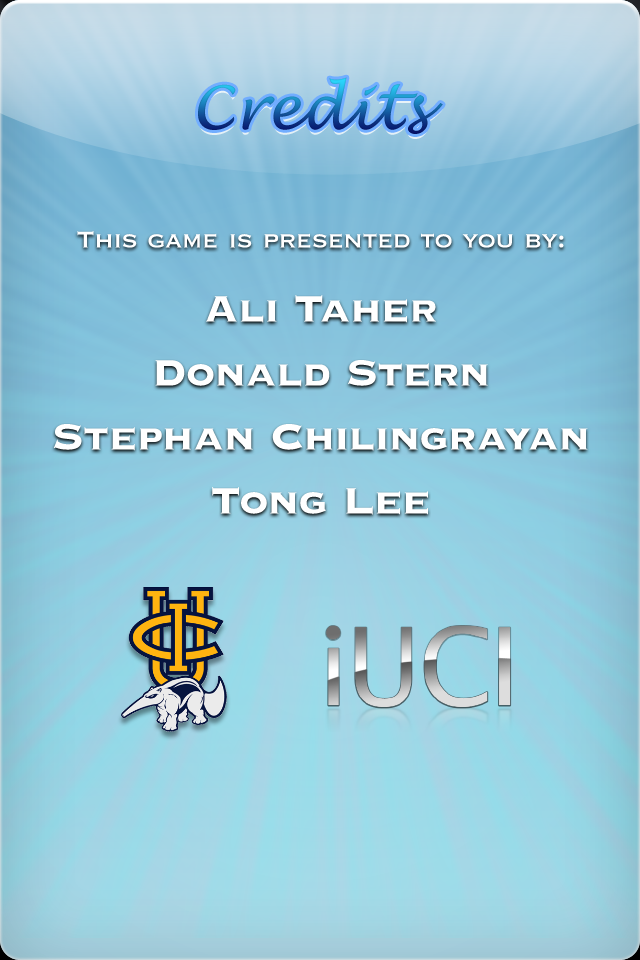 Credits
This game is presented to you by:
Ali Taher
Donald Stern
Stephan Chilingrayan
Tong Lee
UCI
iUCI